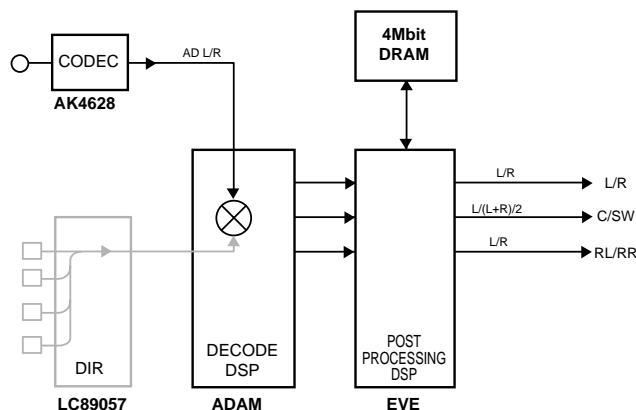 4Mbit
DRAM
CODEC
AD L/R
AK4628
L/R
L/R
L/(L+R)/2
C/SW
L/R
RL/RR
DIR
DECODE
DSP
POST
PROCESSING
DSP
LC89057
ADAM
EVE